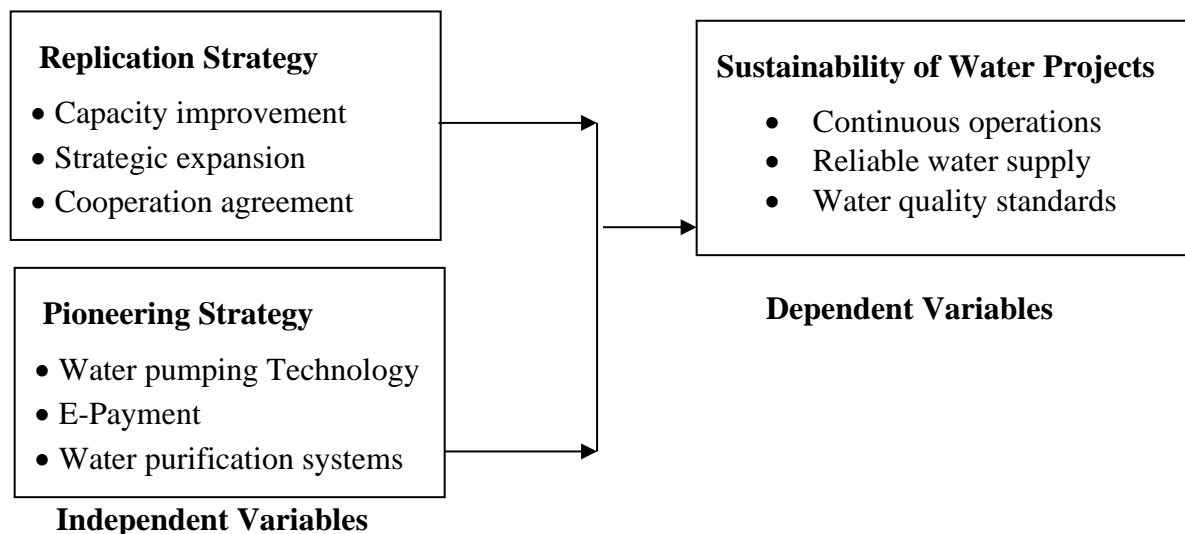 Replication Strategy
• Capacity improvement
• Strategic expansion
• Cooperation agreement
Pioneering Strategy
• Water pumping Technology
• E-Payment
• Water purification systems
Independent Variables
Sustainability of Water Projects
• Continuous operations
• Reliable water supply
• Water quality standards
Dependent Variables